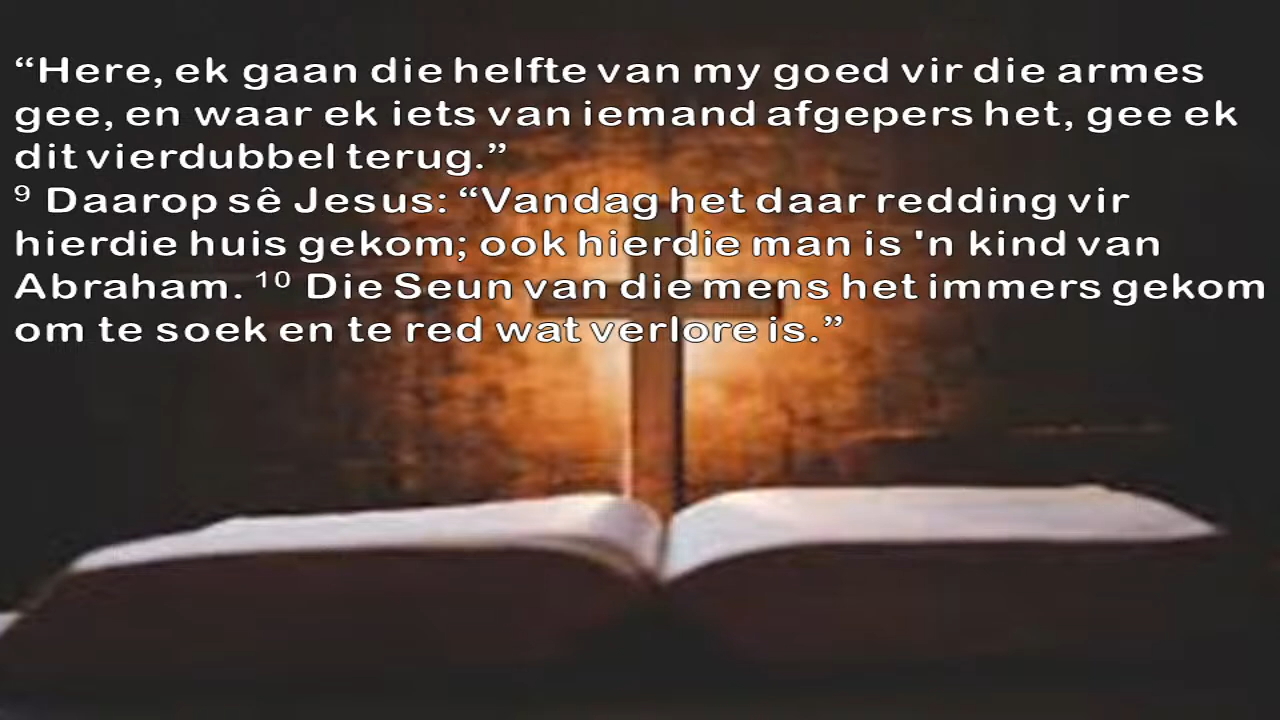 “Here, ek gaan die helfte van my goed vir die armes
gee, en waar ek iets van iemand afgepers het, gee ek
dit vierdubbel terug.”
⁹ Daarop sê Jesus: “Vandag het daar redding vir
hierdie huis gekom; ook hierdie man is 'n kind van
Abraham. ¹⁰ Die Seun van die mens het immers gekom
om te soek en te red wat verlore is.”